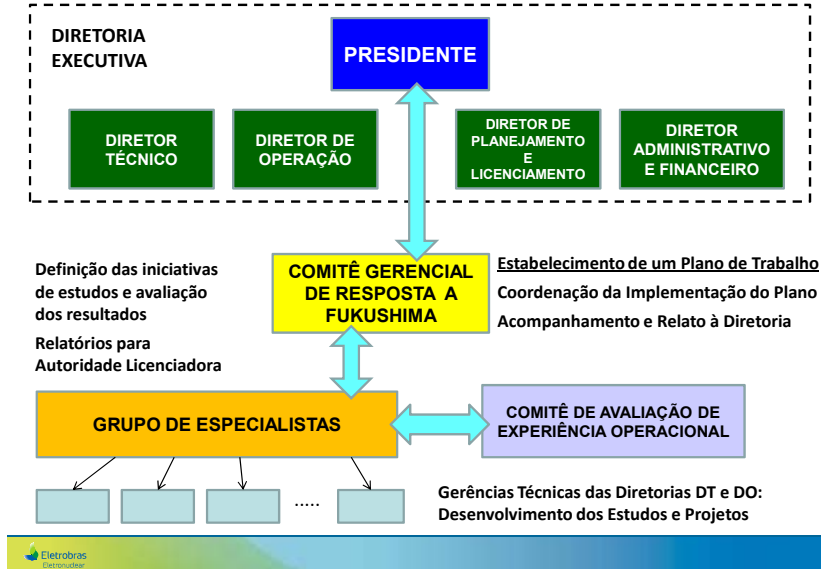 DIRETORIA
EXECUTIVA
PRESIDENTE
DIRETOR
TÉCNICO
DIRETOR DE
OPERAÇÃO
DIRETOR DE
PLANEJAMENTO
E
LICENCIAMENTO
DIRETOR
ADMINISTRATIVO
E FINANCEIRO
Definição das iniciativas
de estudos e avaliação
dos resultados
Relatórios para
Autoridade Licenciadora
COMITÊ GERENCIAL
DE RESPOSTA A
FUKUSHIMA
Estabelecimento de um Plano de Trabalho
Coordenação da Implementação do Plano
Acompanhamento e Relato à Diretoria
GRUPO DE ESPECIALISTAS
COMITÊ DE AVALIAÇÃO DE
EXPERIÊNCIA OPERACIONAL
.....
Gerências Técnicas das Diretorias DT e DO:
Desenvolvimento dos Estudos e Projetos
Eletrobras
Eletronuclear